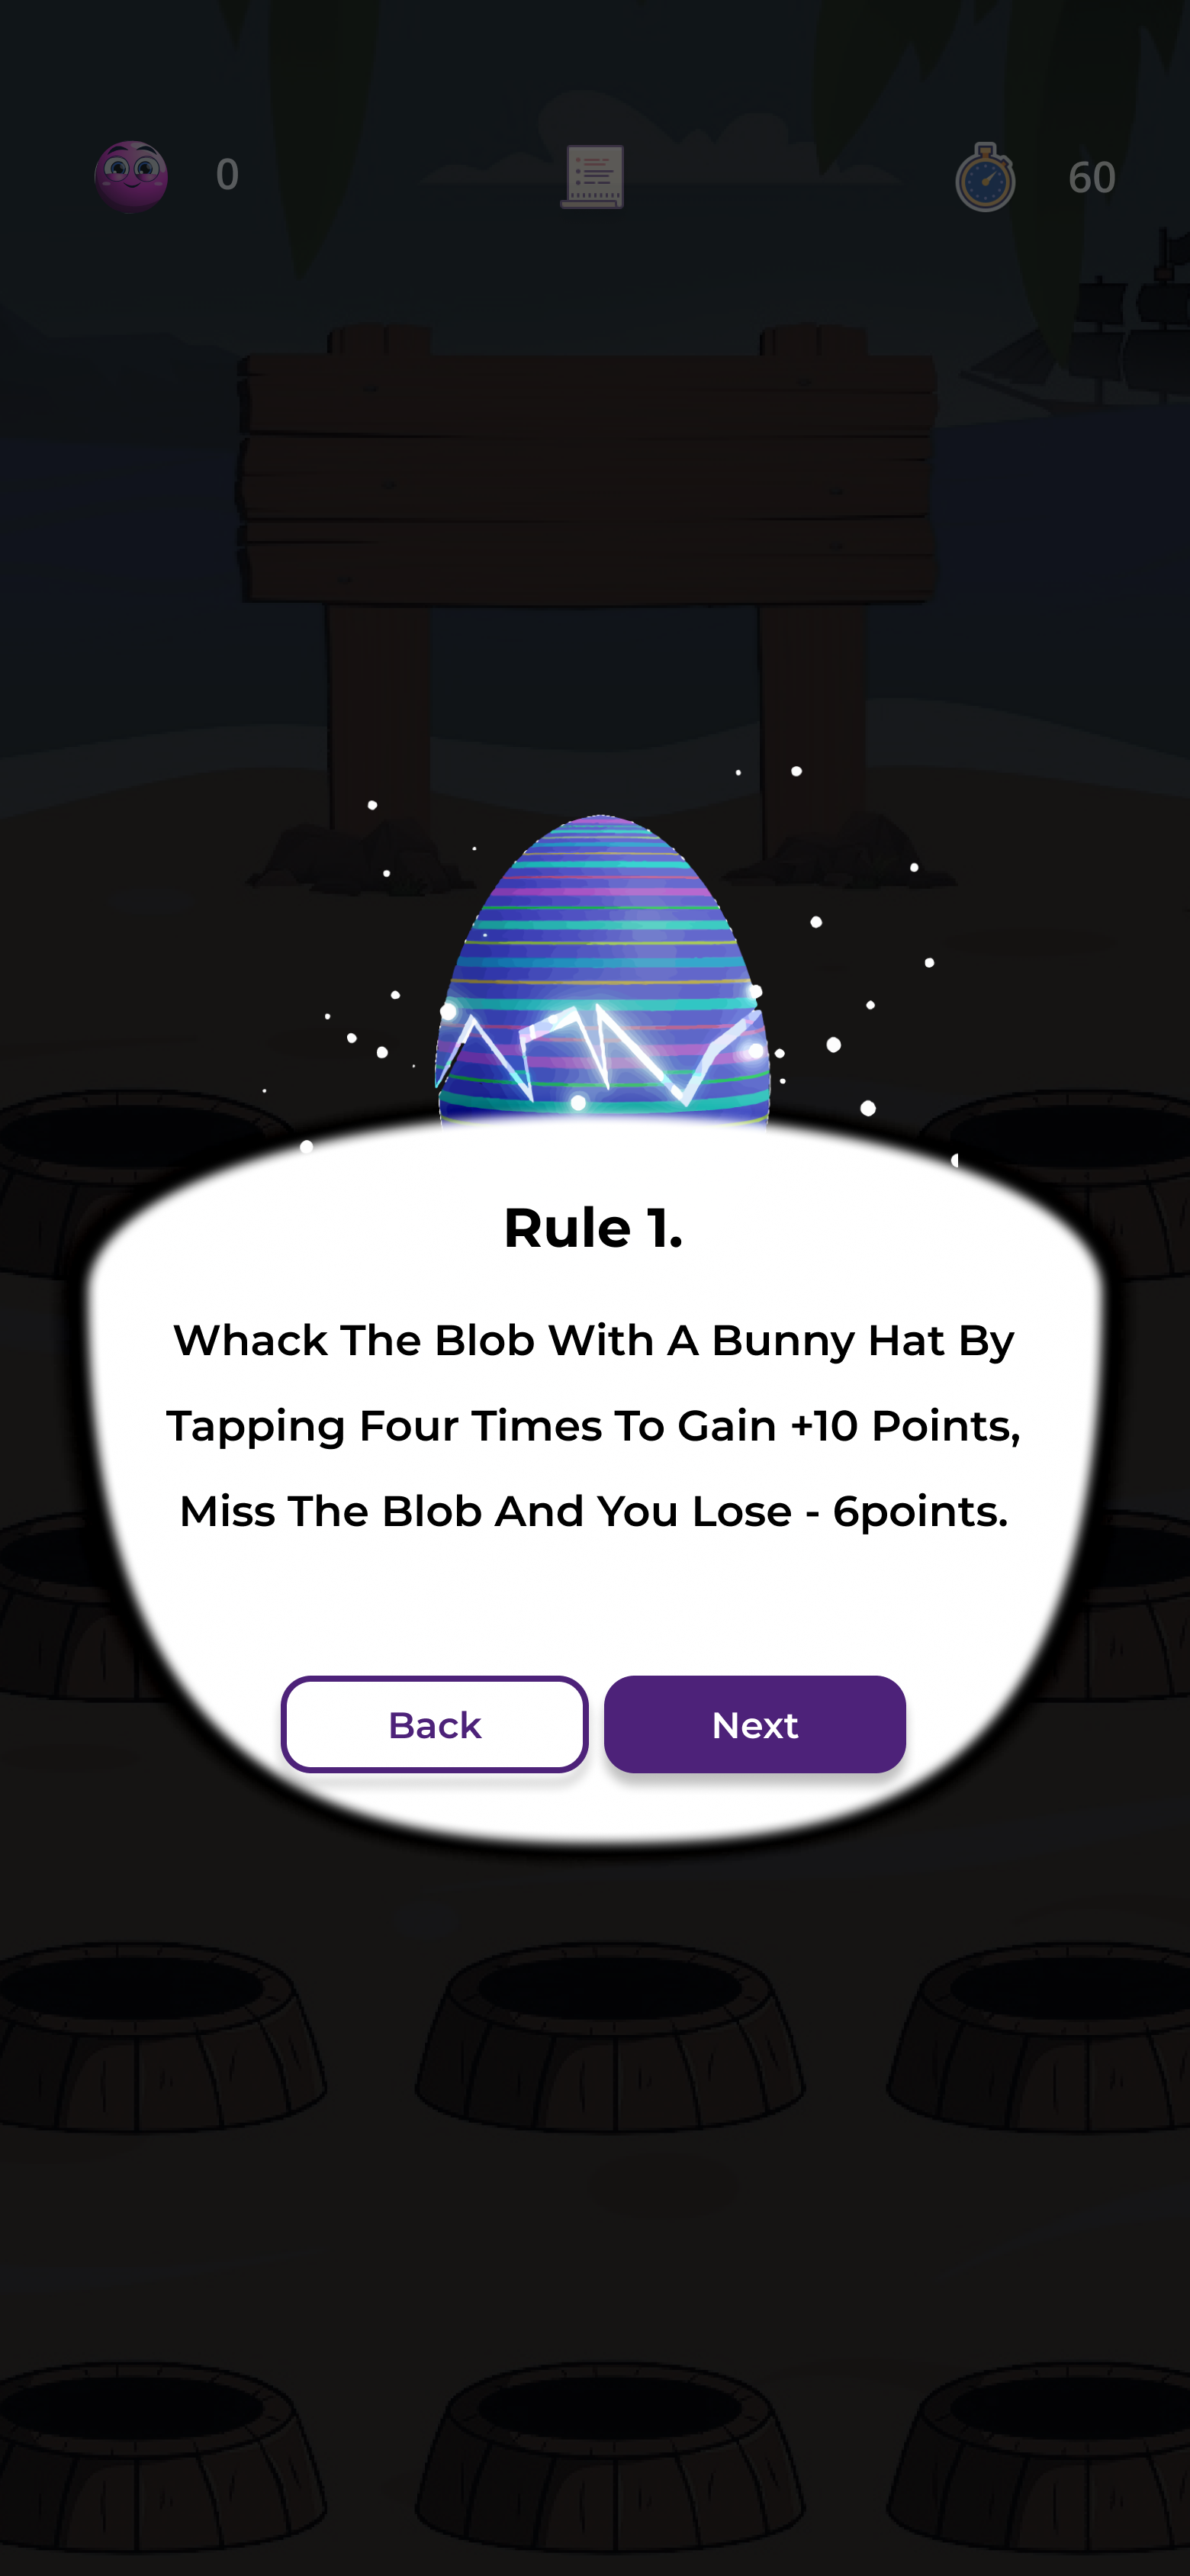 0
60
Rule 1.
Whack The Blob With A Bunny Hat By
Tapping Four Times To Gain +10 Points,
Miss The Blob And You Lose - 6points.
Back
Next